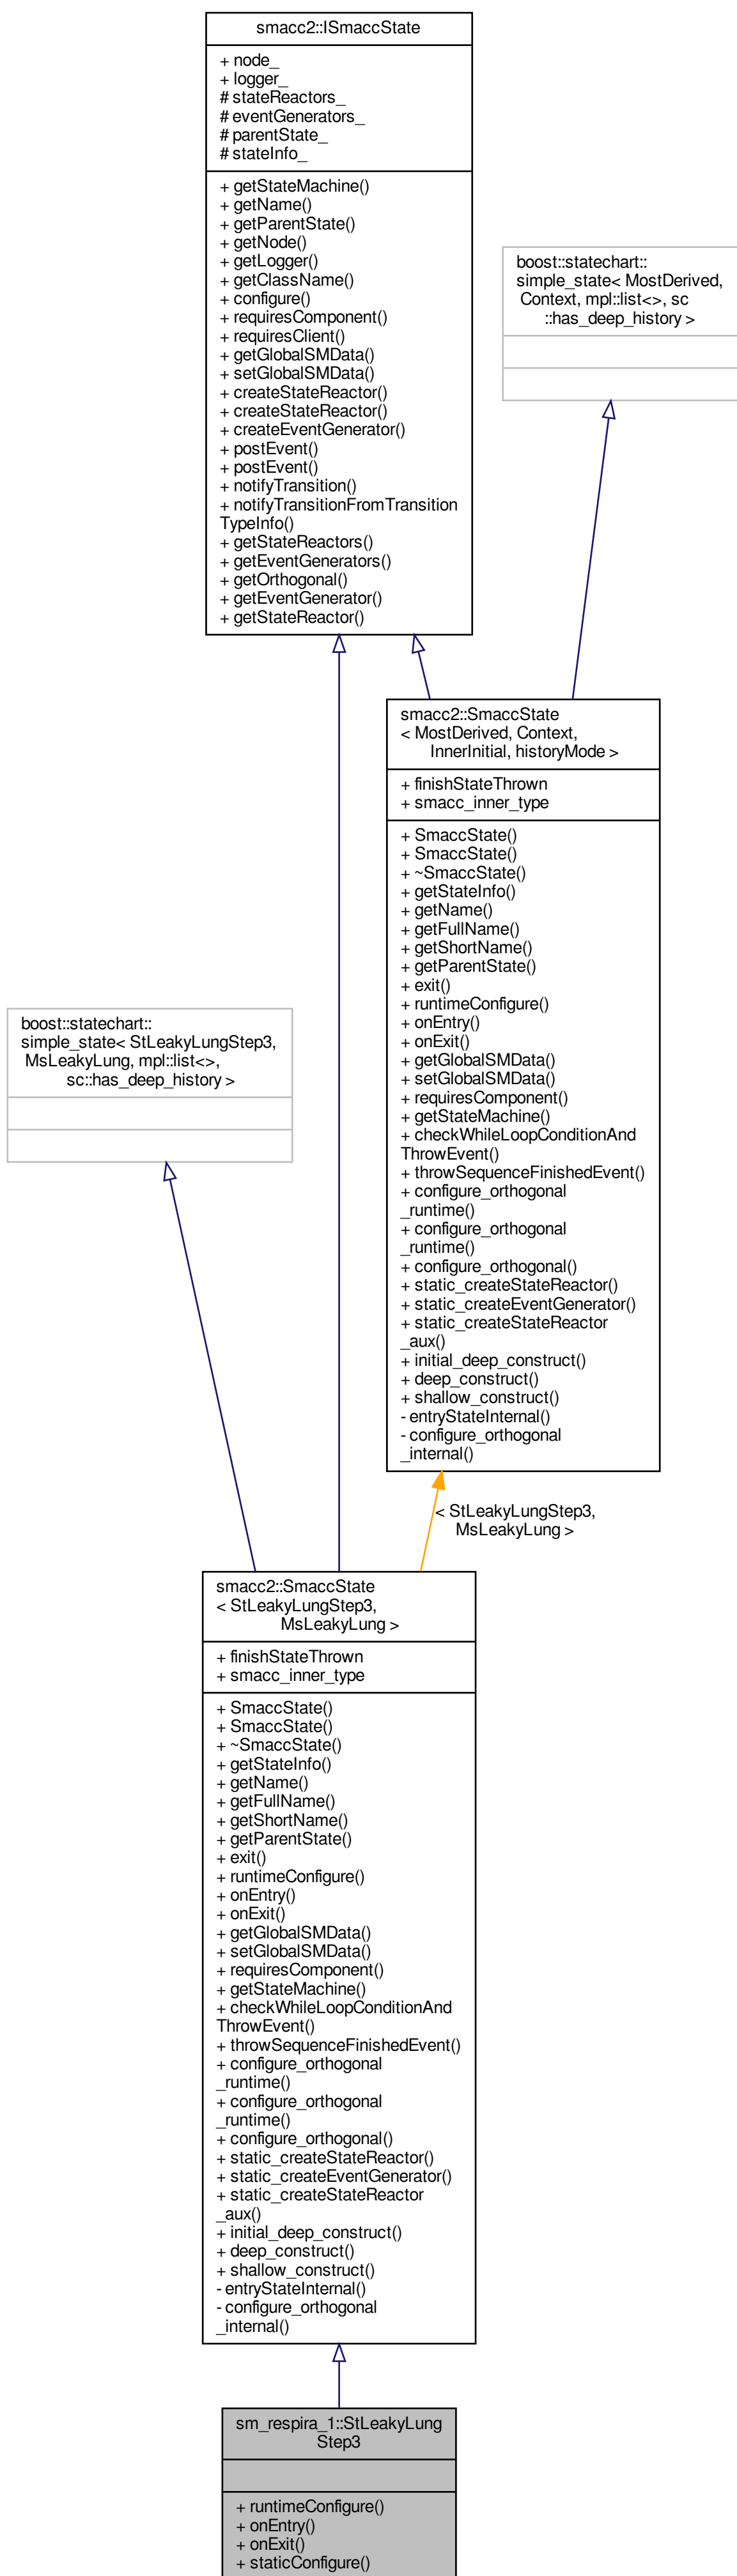 smacc2::ISmaccState
+ node_
+ logger_
# stateReactors_
# eventGenerators_
# parentState_
# stateInfo_
+ getStateMachine()
+ getName()
+ getParentState()
+ getNode()
+ getLogger()
+ getClassName()
+ configure()
+ requiresComponent()
+ requiresClient()
+ getGlobalSMData()
+ setGlobalSMData()
+ createStateReactor()
+ createStateReactor()
+ createEventGenerator()
+ postEvent()
+ postEvent()
+ notifyTransition()
+ notifyTransitionFromTransition
TypeInfo()
+ getStateReactors()
+ getEventGenerators()
+ getOrthogonal()
+ getEventGenerator()
+ getStateReactor()
boost::statechart::
simple_state< MostDerived,
Context, mpl::list<>, sc
::has_deep_history >
smacc2::SmaccState
< MostDerived, Context,
InnerInitial, historyMode >
+ finishStateThrown
+ smacc_inner_type
+ SmaccState()
+ SmaccState()
+ ~SmaccState()
+ getStateInfo()
+ getName()
+ getFullName()
+ getShortName()
+ getParentState()
+ exit()
+ runtimeConfigure()
+ onEntry()
+ onExit()
+ getGlobalSMData()
+ setGlobalSMData()
+ requiresComponent()
+ getStateMachine()
+ checkWhileLoopConditionAnd
ThrowEvent()
+ throwSequenceFinishedEvent()
+ configure_orthogonal
_runtime()
+ configure_orthogonal
_runtime()
+ configure_orthogonal()
+ static_createStateReactor()
+ static_createEventGenerator()
+ static_createStateReactor
_aux()
+ initial_deep_construct()
+ deep_construct()
+ shallow_construct()
- entryStateInternal()
- configure_orthogonal
_internal()
boost::statechart::
simple_state< StLeakyLungStep3,
MsLeakyLung, mpl::list<>,
sc::has_deep_history >
< StLeakyLungStep3,
MsLeakyLung >
smacc2::SmaccState
< StLeakyLungStep3,
MsLeakyLung >
+ finishStateThrown
+ smacc_inner_type
+ SmaccState()
+ SmaccState()
+ ~SmaccState()
+ getStateInfo()
+ getName()
+ getFullName()
+ getShortName()
+ getParentState()
+ exit()
+ runtimeConfigure()
+ onEntry()
+ onExit()
+ getGlobalSMData()
+ setGlobalSMData()
+ requiresComponent()
+ getStateMachine()
+ checkWhileLoopConditionAnd
ThrowEvent()
+ throwSequenceFinishedEvent()
+ configure_orthogonal
_runtime()
+ configure_orthogonal
_runtime()
+ configure_orthogonal()
+ static_createStateReactor()
+ static_createEventGenerator()
+ static_createStateReactor
_aux()
+ initial_deep_construct()
+ deep_construct()
+ shallow_construct()
- entryStateInternal()
- configure_orthogonal
_internal()
sm_respira_1::StLeakyLung
Step3
+ runtimeConfigure()
+ onEntry()
+ onExit()
+ staticConfigure()